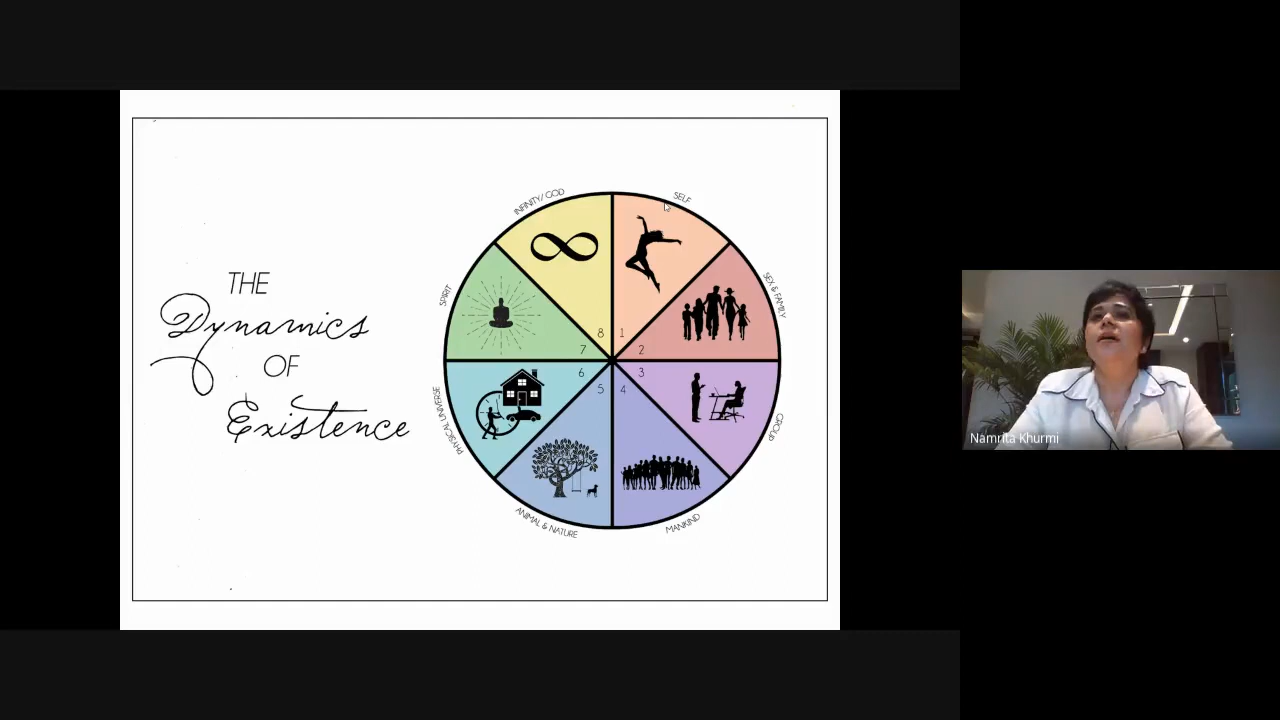 THE
Dynamics
OF
Existence
INFINITY/ GOD
SELF
SPIRIT
SEX & FAMILY
8
1
7
2
6
3
5
4
PHYSICAL UNIVERSE
GROUP
ANIMAL & NATURE
MANKIND
Namrita Khurmi